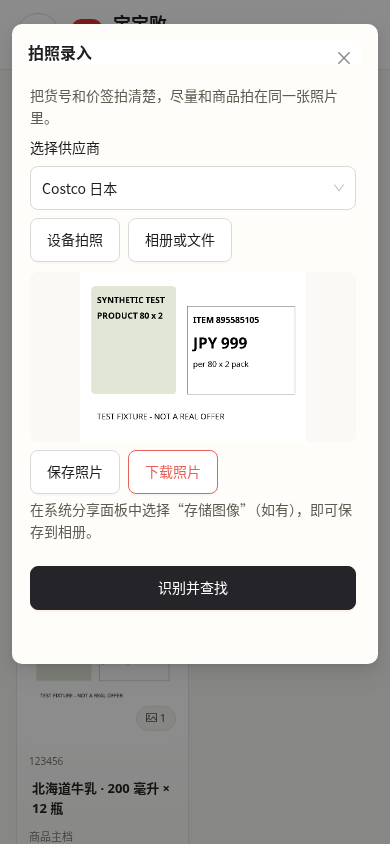 宝宝购
拍照录入
把货号和价签拍清楚，尽量和商品拍在同一张照片
里。
选择供应商
Costco 日本
设备拍照
相册或文件
SYNTHETIC TEST
PRODUCT 80 x 2
ITEM 895585105
JPY 999
per 80 x 2 pack
TEST FIXTURE - NOT A REAL OFFER
保存照片
下载照片
在系统分享面板中选择“存储图像”（如有），即可保
存到相册。
识别并查找
TEST FIXTURE - NOT A REAL OFFER
1
123456
北海道牛乳 · 200 毫升 ×
12 瓶
商品主档